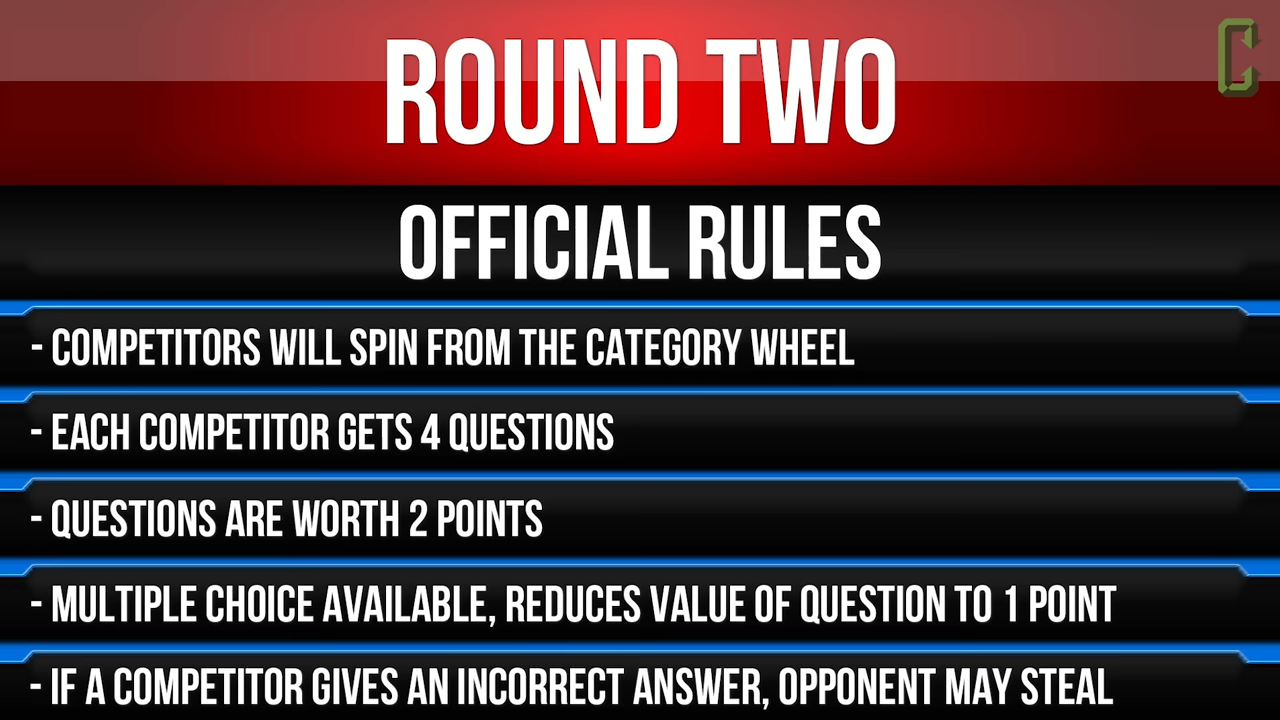 ROUND TWO
OFFICIAL RULES
- COMPETITORS WILL SPIN FROM THE CATEGORY WHEEL
- EACH COMPETITOR GETS 4 QUESTIONS
- QUESTIONS ARE WORTH 2 POINTS
- MULTIPLE CHOICE AVAILABLE, REDUCES VALUE OF QUESTION TO 1 POINT
- IF A COMPETITOR GIVES AN INCORRECT ANSWER, OPPONENT MAY STEAL